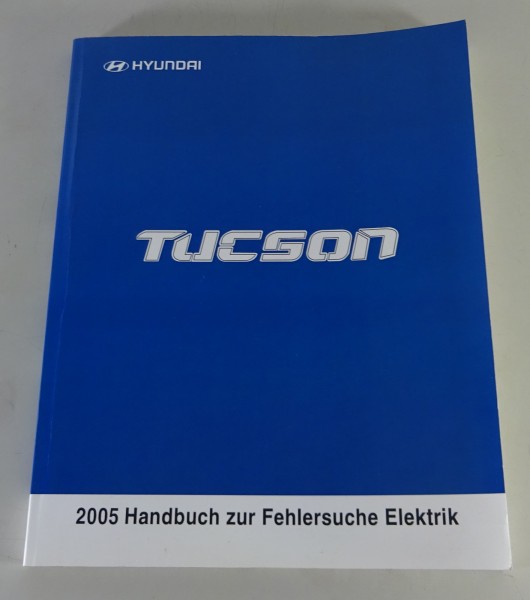 HYUNDAI
TUCSON
2005 Handbuch zur Fehlersuche Elektrik